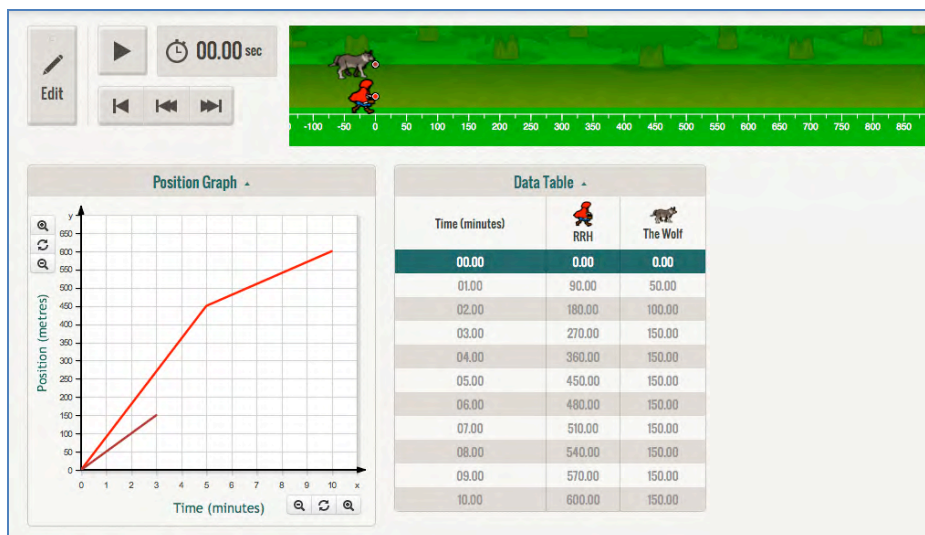 Edit
00.00 sec
0 -100 -50 0 50 100 150 200 250 300 350 400 450 500 550 600 650 700 750 800 850
Position Graph
y
650
600
550
500
450
400
350
300
250
200
150
100
50
0
Position (metres)
0 1 2 3 4 5 6 7 8 9 10 x
Time (minutes)
Data Table
Time (minutes) RRH The Wolf
00.00 0.00 0.00
01.00 90.00 50.00
02.00 180.00 100.00
03.00 270.00 150.00
04.00 360.00 150.00
05.00 450.00 150.00
06.00 480.00 150.00
07.00 510.00 150.00
08.00 540.00 150.00
09.00 570.00 150.00
10.00 600.00 150.00